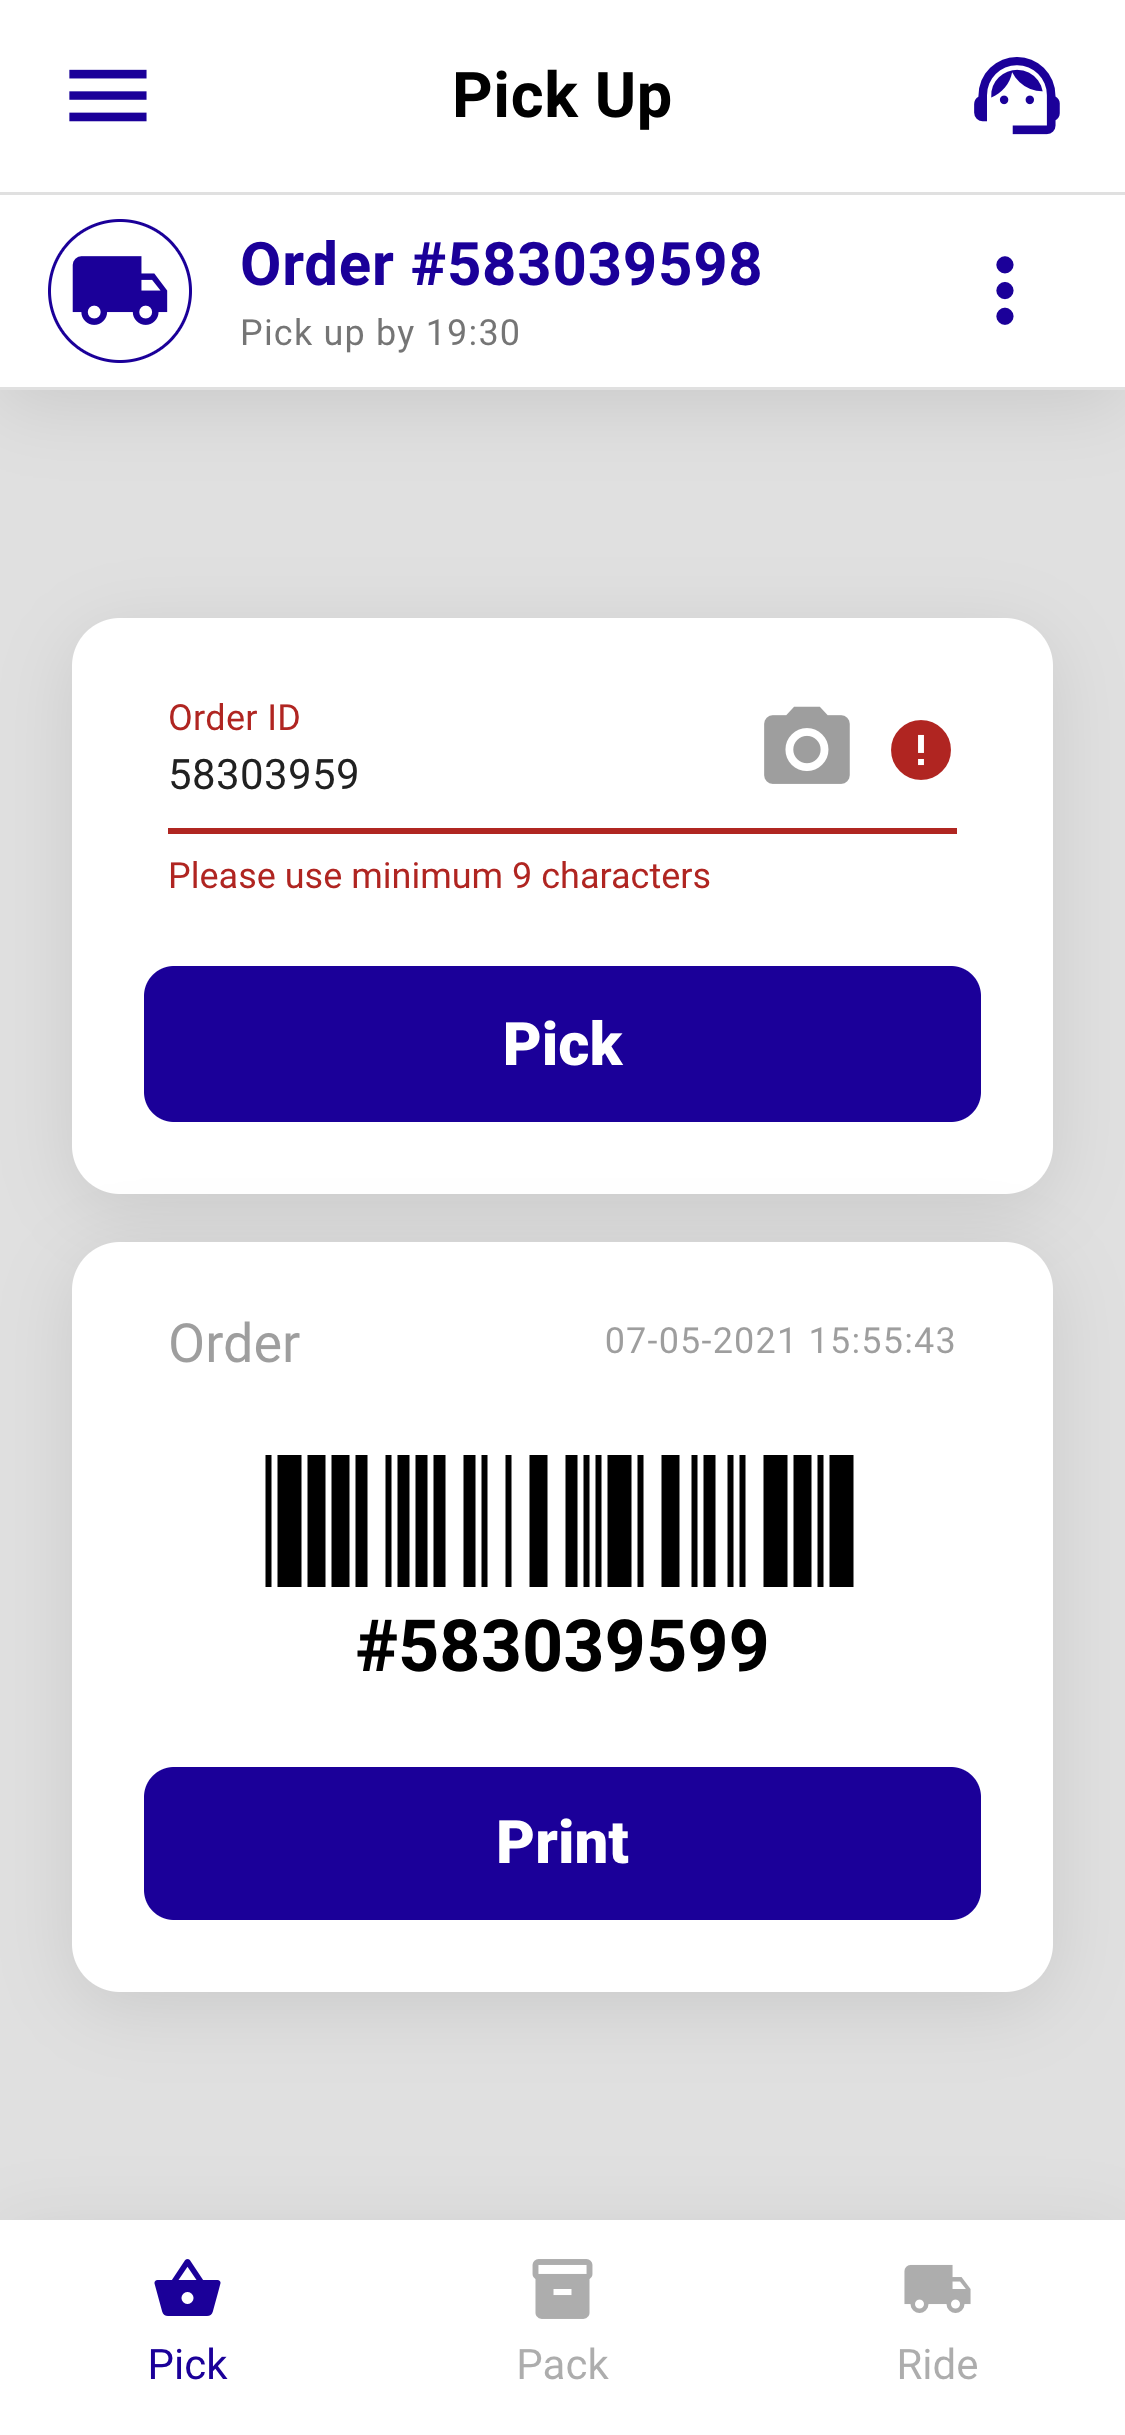 Pick Up
Order #583039598
Pick up by 19:30
Order ID
58303959
Please use minimum 9 characters
Pick
Order
07-05-2021 15:55:43
#583039599
Print
Pick
Pack
Ride